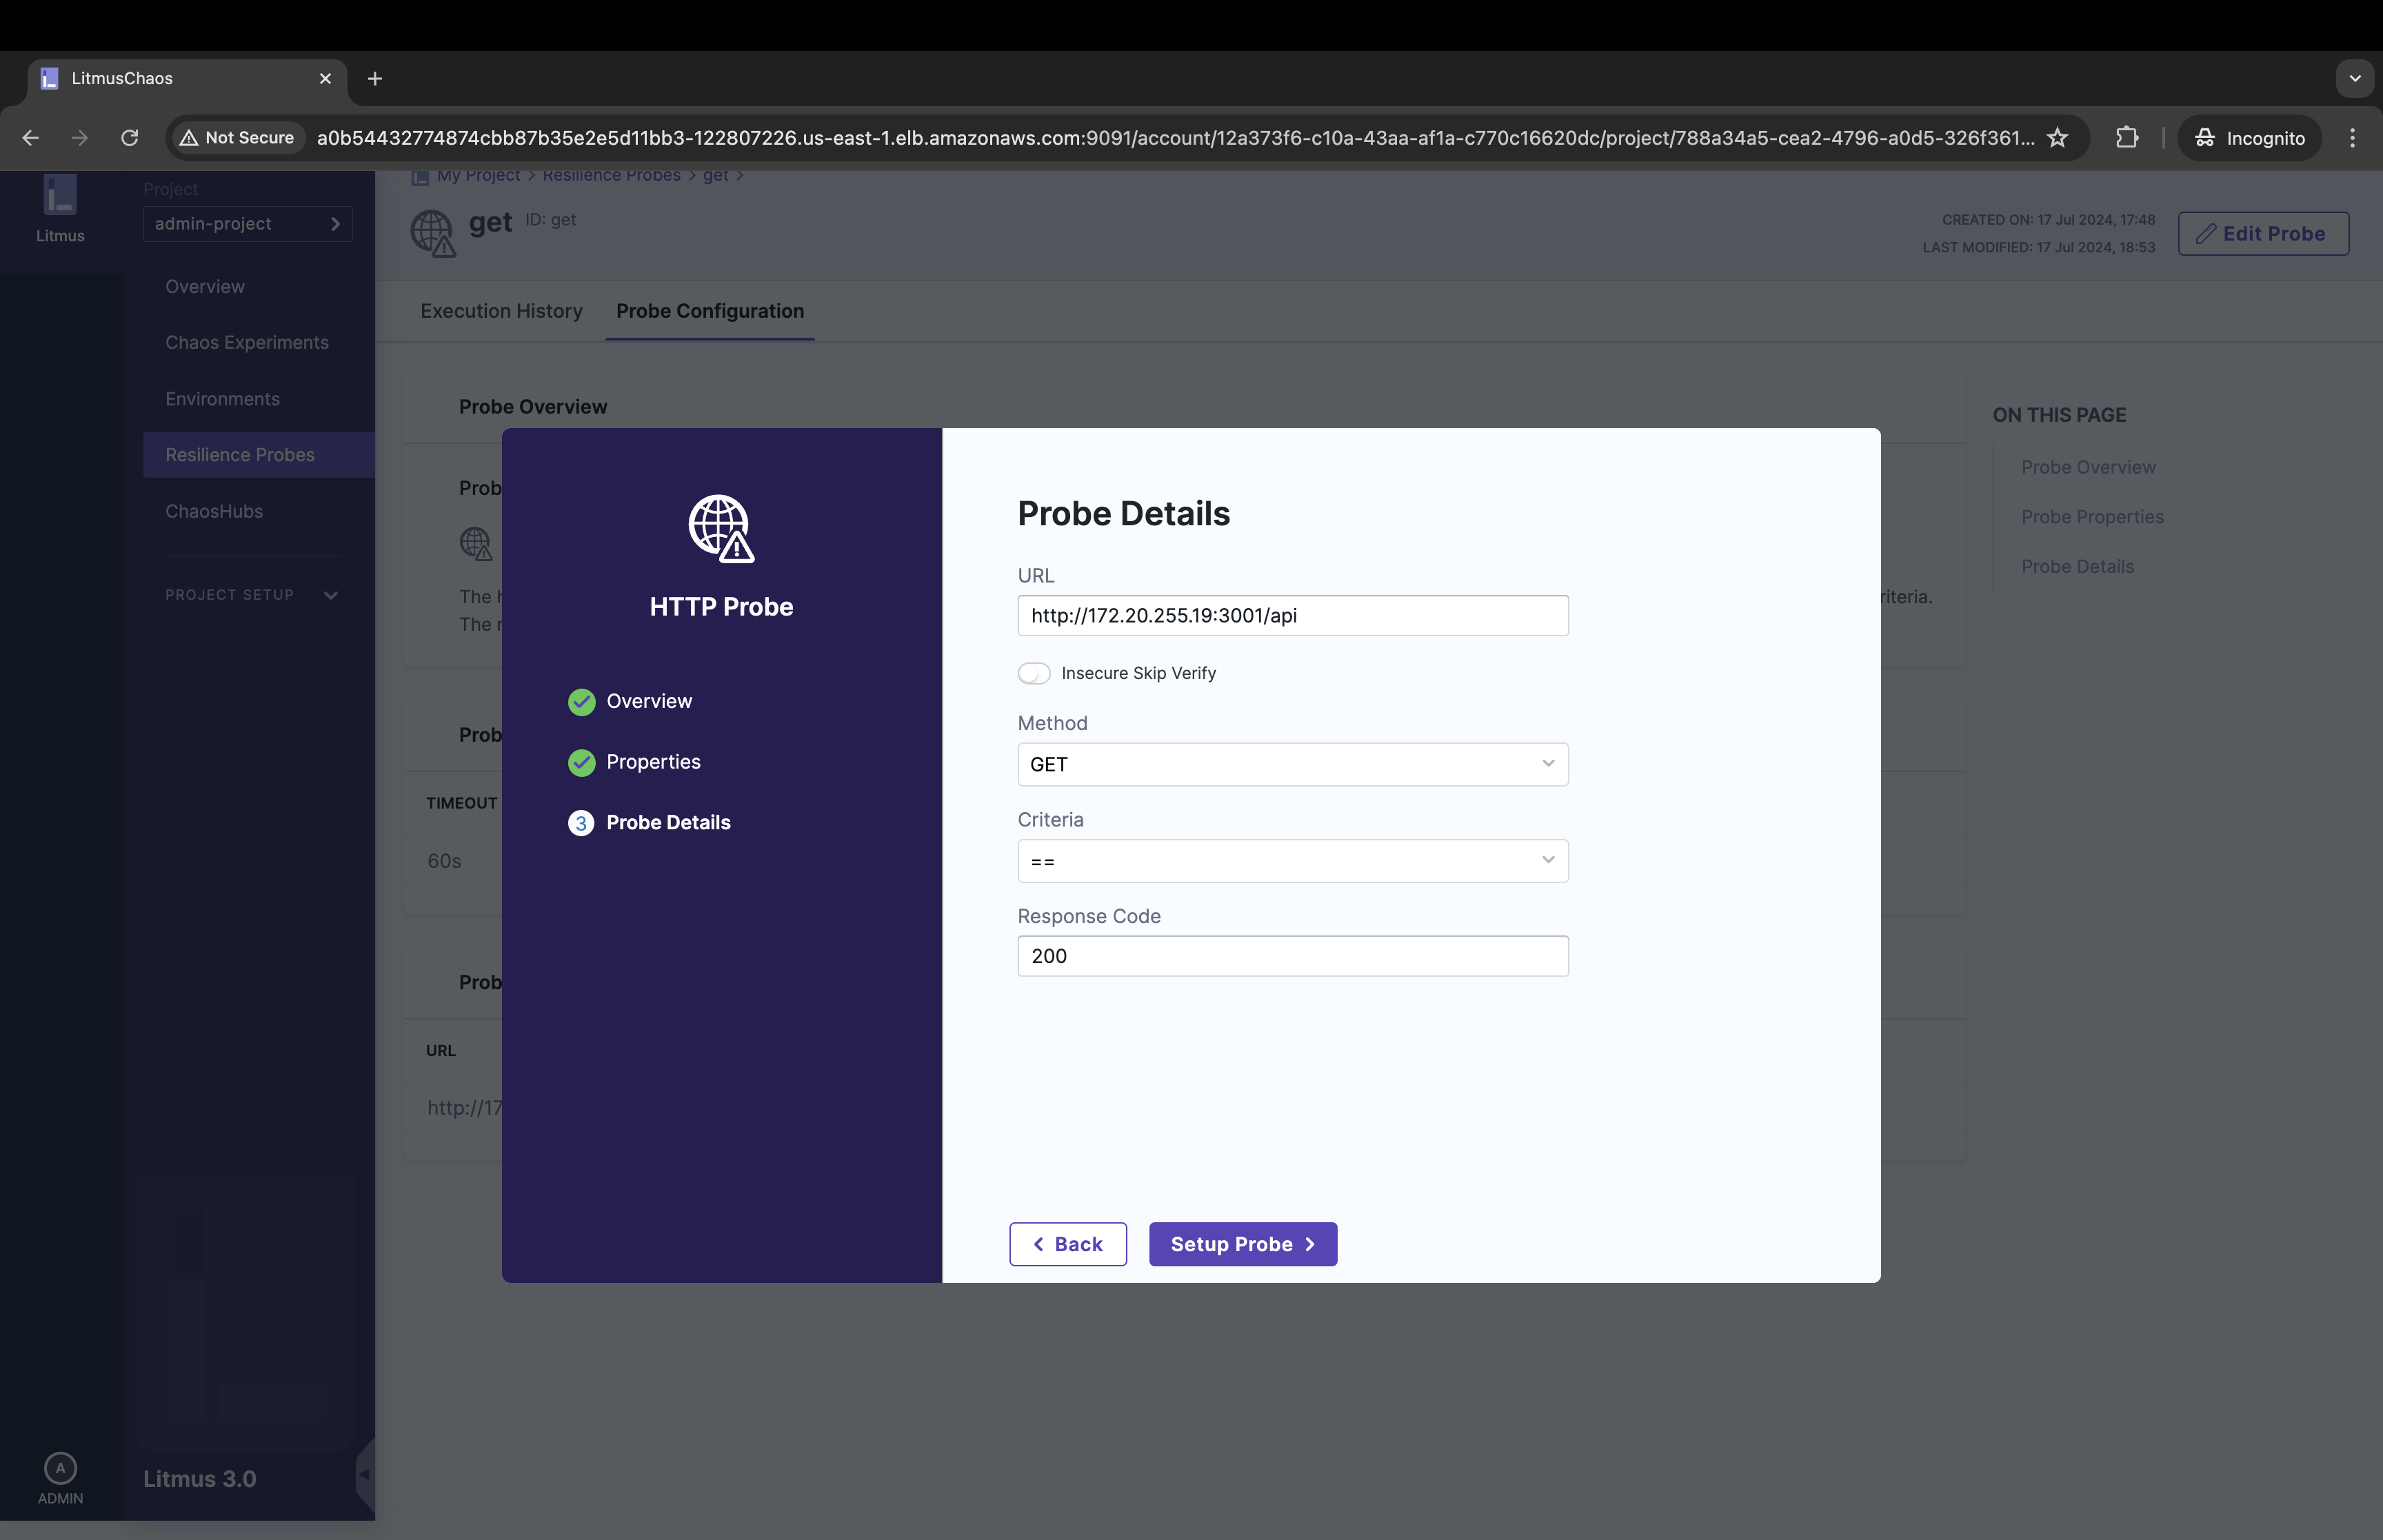 LitmusChaos
Not Secure
a0b54432774874cbb87b35e2e5d11bb3-122807226.us-east-1.elb.amazonaws.com:9091/account/12a373f6-c10a-43aa-af1a-c770c16620dc/project/788a34a5-cea2-4796-a0d5-326f361...
Incognito
Litmus
Project
admin-project
Overview
Chaos Experiments
Environments
Resilience Probes
ChaosHubs
PROJECT SETUP
Litmus 3.0
A
ADMIN
My Project > Resilience Probes > get >
get ID: get
CREATED ON: 17 Jul 2024, 17:48
LAST MODIFIED: 17 Jul 2024, 18:53
Edit Probe
Execution History
Probe Configuration
Probe Overview
Prob
The h
riteria.
The r
Prob
TIMEOUT
60s
Prob
URL
http://17
ON THIS PAGE
Probe Overview
Probe Properties
Probe Details
HTTP Probe
Overview
Properties
3 Probe Details
Probe Details
URL
http://172.20.255.19:3001/api
Insecure Skip Verify
Method
GET
Criteria
==
Response Code
200
Back
Setup Probe